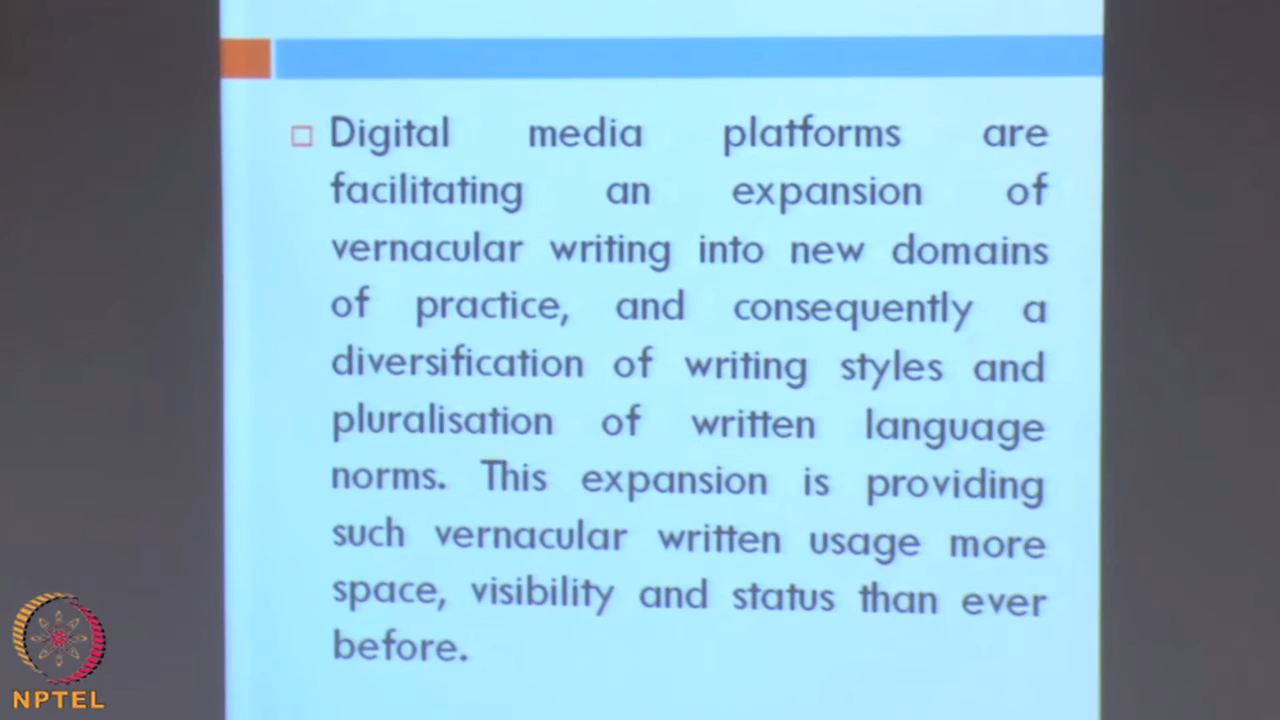 Digital media platforms are
facilitating an expansion of
vernacular writing into new domains
of practice, and consequently a
diversification of writing styles and
pluralisation of written language
norms. This expansion is providing
such vernacular written usage more
space, visibility and status than ever
before.
NPTEL